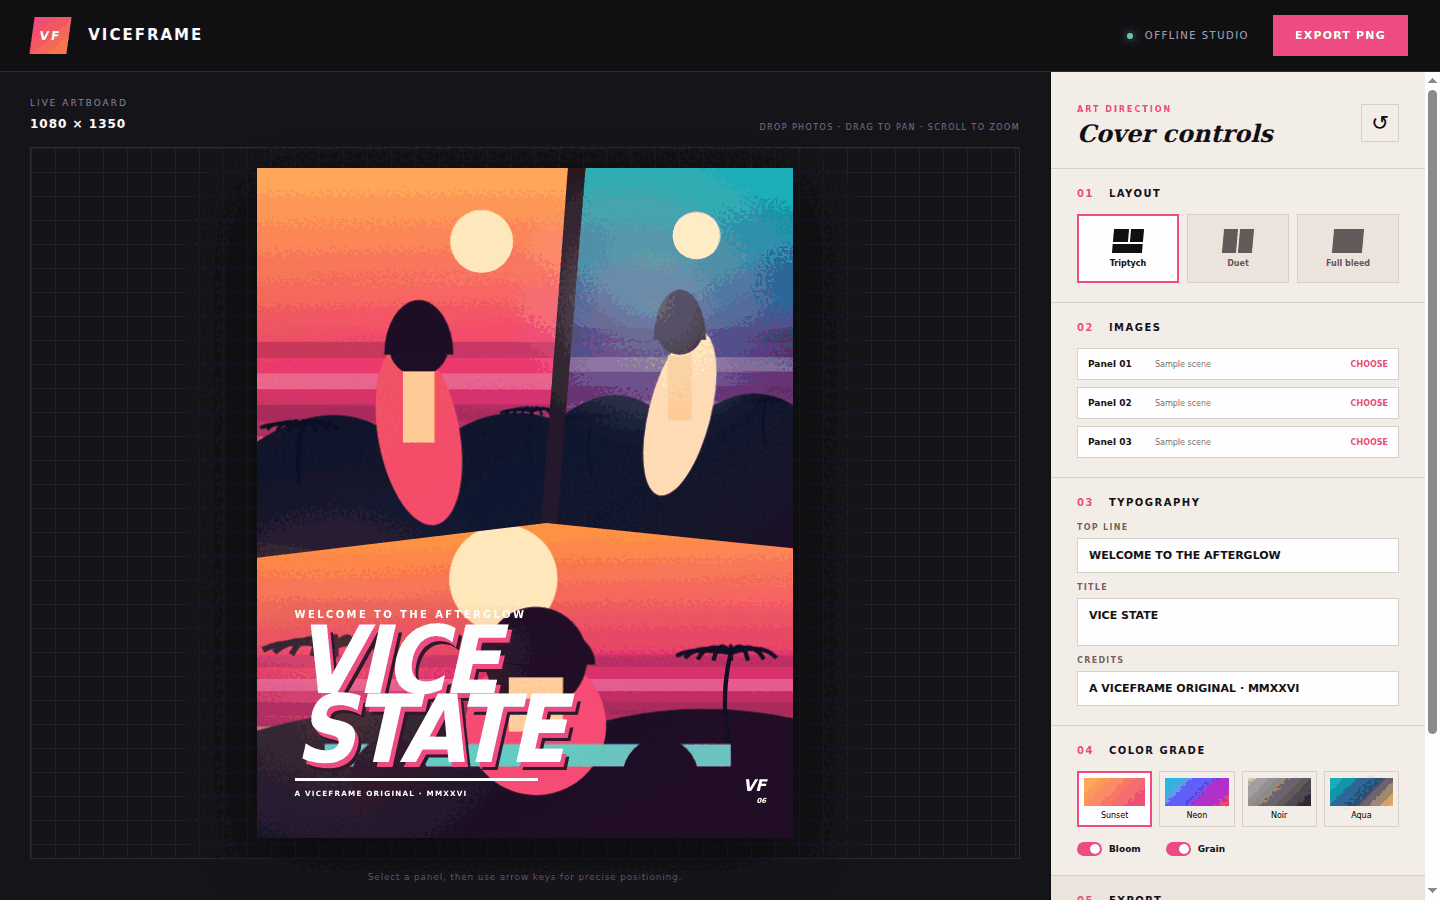 VF VICEFRAME
OFFLINE STUDIO
EXPORT PNG
LIVE ARTBOARD
1080 × 1350
DROP PHOTOS · DRAG TO PAN · SCROLL TO ZOOM
WELCOME TO THE AFTERGLOW
VICE
STATE
A VICEFRAME ORIGINAL · MMXXVI
VF
06
Select a panel, then use arrow keys for precise positioning.
ART DIRECTION
Cover controls
↺
01 LAYOUT
Triptych Duet Full bleed
02 IMAGES
Panel 01 Sample scene CHOOSE
Panel 02 Sample scene CHOOSE
Panel 03 Sample scene CHOOSE
03 TYPOGRAPHY
TOP LINE
WELCOME TO THE AFTERGLOW
TITLE
VICE STATE
CREDITS
A VICEFRAME ORIGINAL · MMXXVI
04 COLOR GRADE
Sunset Neon Noir Aqua
Bloom Grain
05 EXPORT